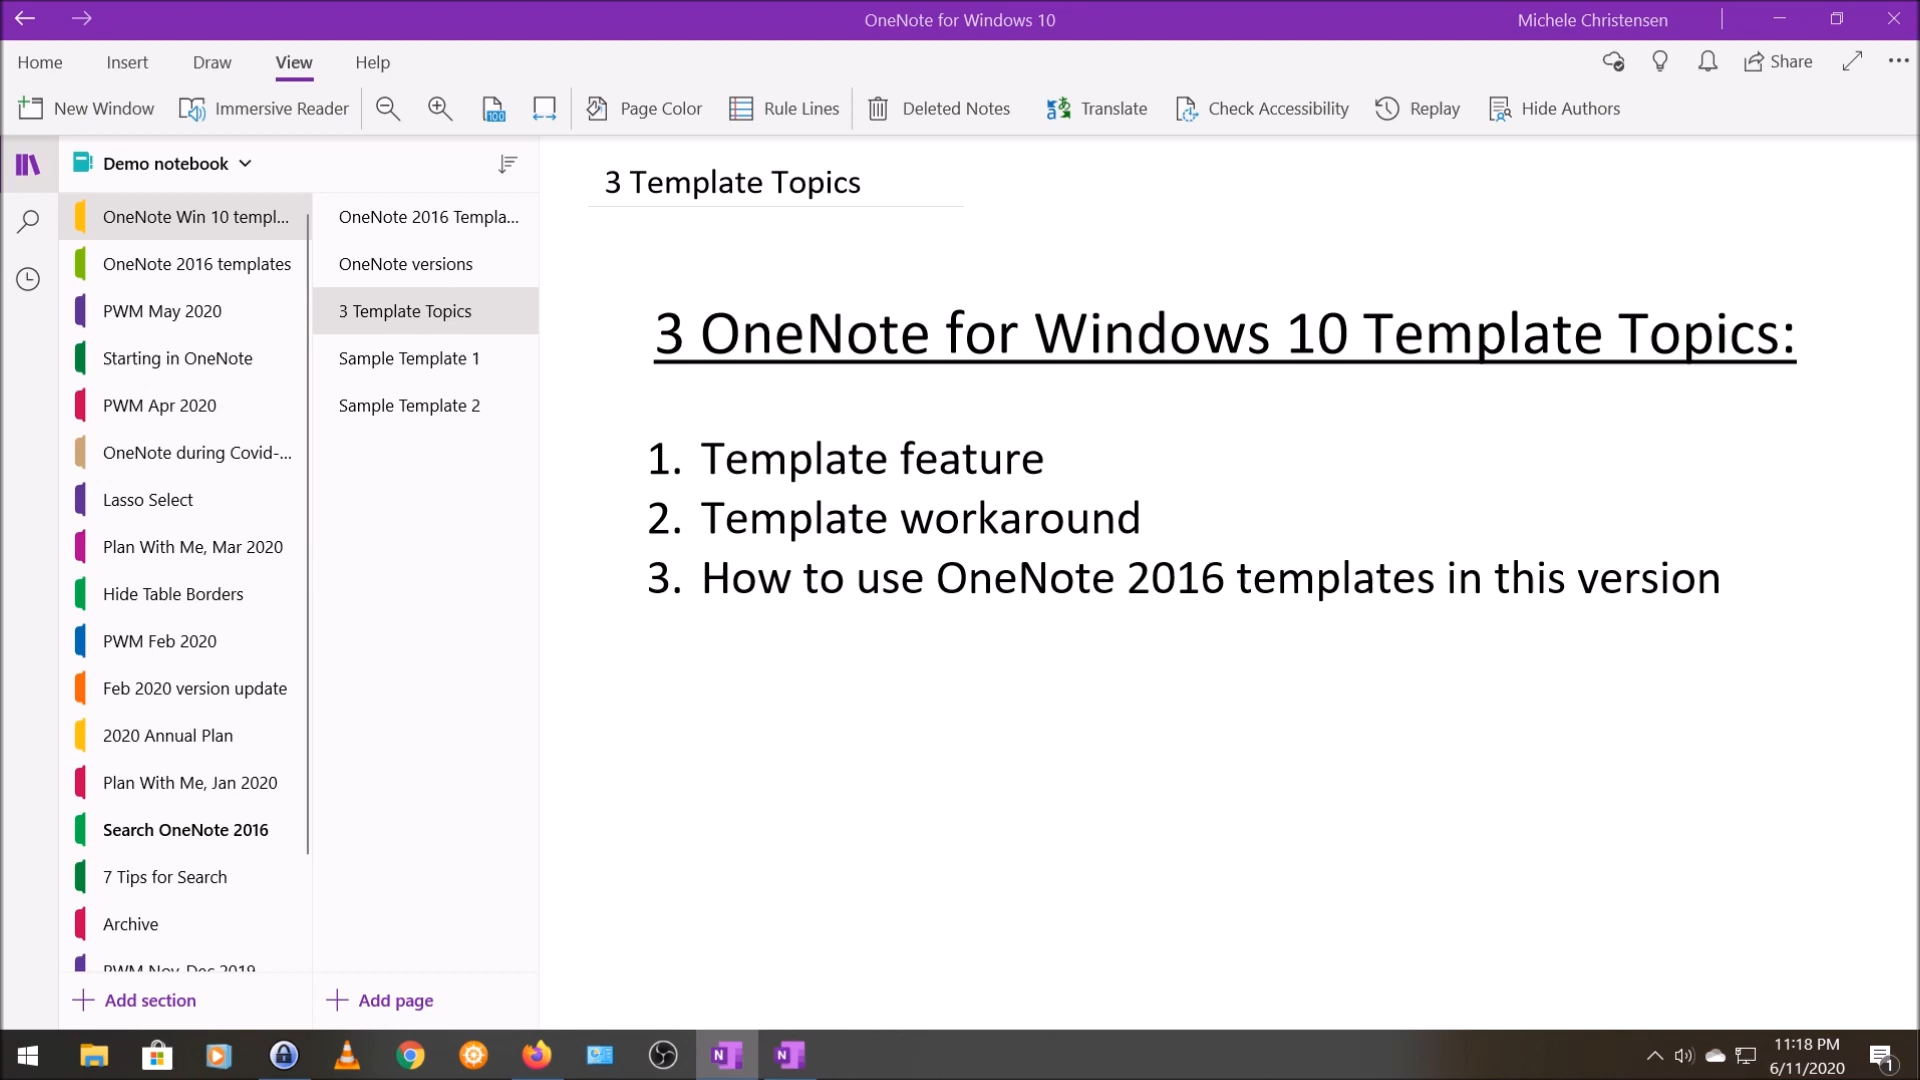 OneNote for Windows 10
Michele Christensen
Home Insert Draw View Help
Share
New Window Immersive Reader 100 Page Color Rule Lines Deleted Notes Translate Check Accessibility Replay Hide Authors
Demo notebook
OneNote Win 10 templ...
OneNote 2016 templates
PWM May 2020
Starting in OneNote
PWM Apr 2020
OneNote during Covid-...
Lasso Select
Plan With Me, Mar 2020
Hide Table Borders
PWM Feb 2020
Feb 2020 version update
2020 Annual Plan
Plan With Me, Jan 2020
Search OneNote 2016
7 Tips for Search
Archive
PWM Nov-Dec 2019
Add section
OneNote 2016 Templa...
OneNote versions
3 Template Topics
Sample Template 1
Sample Template 2
Add page
3 Template Topics
3 OneNote for Windows 10 Template Topics:
1. Template feature
2. Template workaround
3. How to use OneNote 2016 templates in this version
N N
11:18 PM
6/11/2020
1